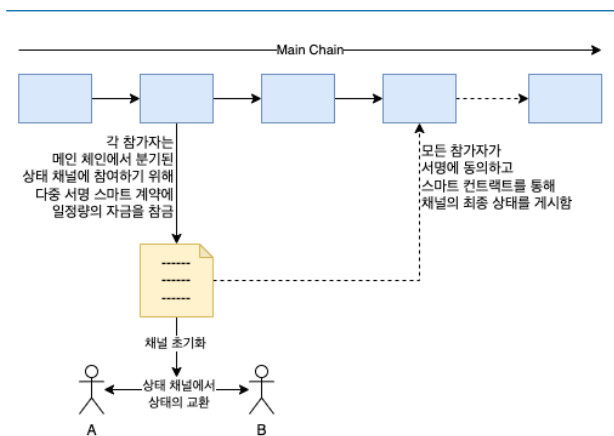 Main Chain
각 참가자는
메인 체인에서 분기된
상태 채널에 참여하기 위해
다중 서명 스마트 계약에
일정량의 자금을 잠금
모든 참가자가
서명에 동의하고
스마트 컨트랙트를 통해
채널의 최종 상태를 게시함
------
------
------
채널 초기화
상태 채널에서
상태의 교환
A
B